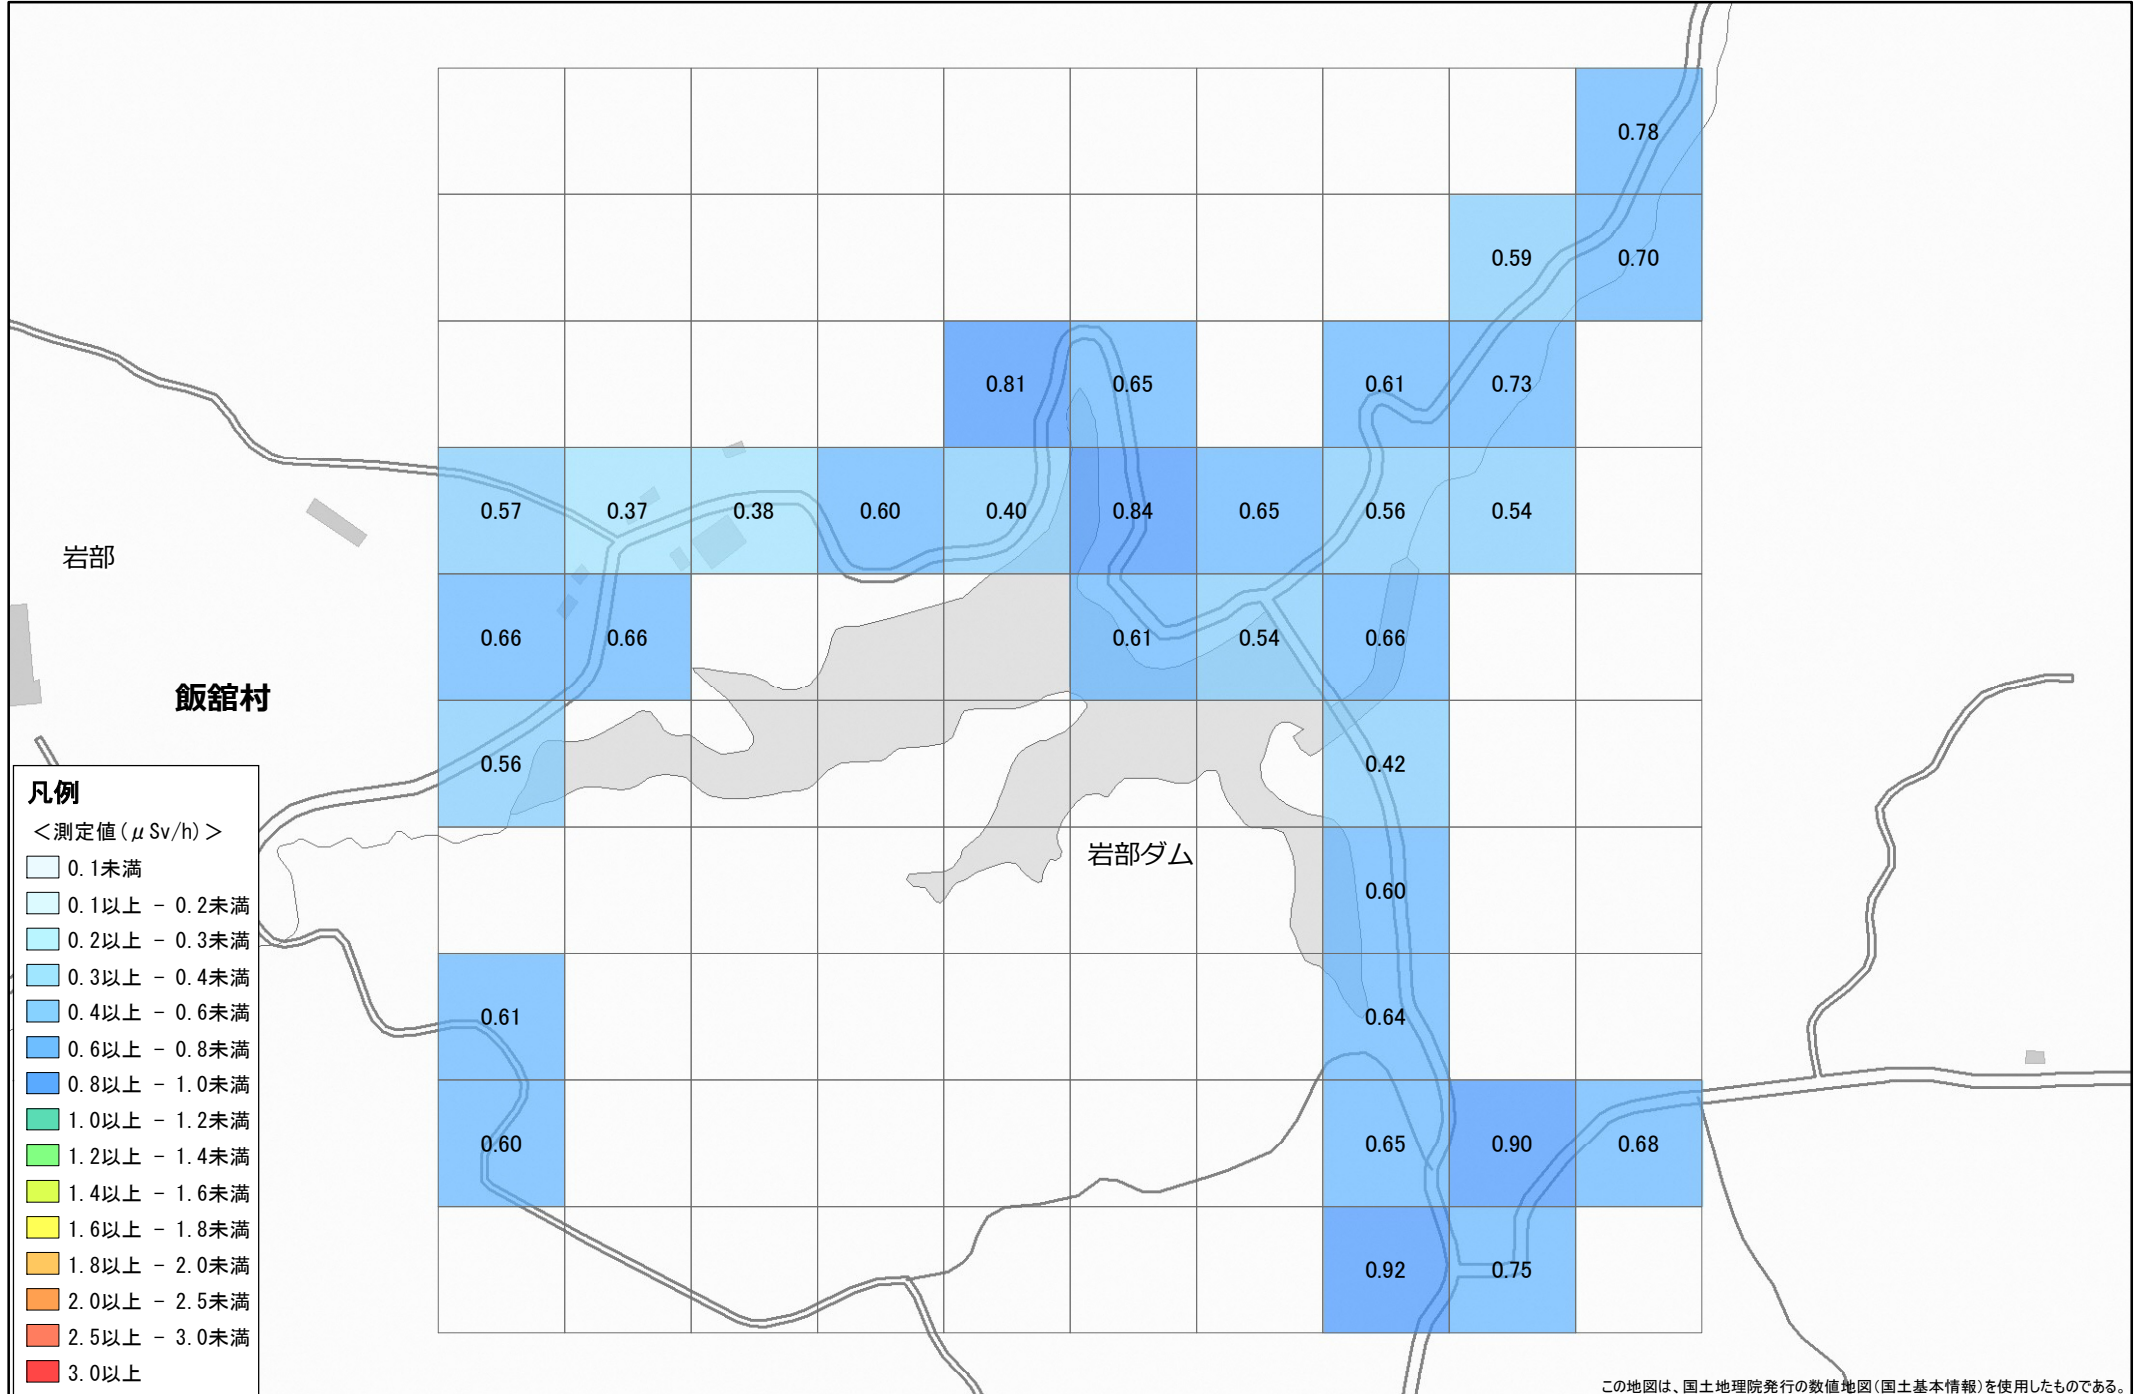 0.78
0.59 0.70
0.81 0.65 0.61 0.73
0.57 0.37 0.38 0.60 0.40 0.84 0.65 0.56 0.54
岩部
0.66 0.66 0.61 0.54 0.66
飯舘村
0.56 0.42
岩部ダム
0.60
0.61 0.64
0.60 0.65 0.90 0.68
0.92 0.75
凡例
＜測定値(μSv/h)＞
0.1未満
0.1以上 － 0.2未満
0.2以上 － 0.3未満
0.3以上 － 0.4未満
0.4以上 － 0.6未満
0.6以上 － 0.8未満
0.8以上 － 1.0未満
1.0以上 － 1.2未満
1.2以上 － 1.4未満
1.4以上 － 1.6未満
1.6以上 － 1.8未満
1.8以上 － 2.0未満
2.0以上 － 2.5未満
2.5以上 － 3.0未満
3.0以上
この地図は、国土地理院発行の数値地図(国土基本情報)を使用したものである。